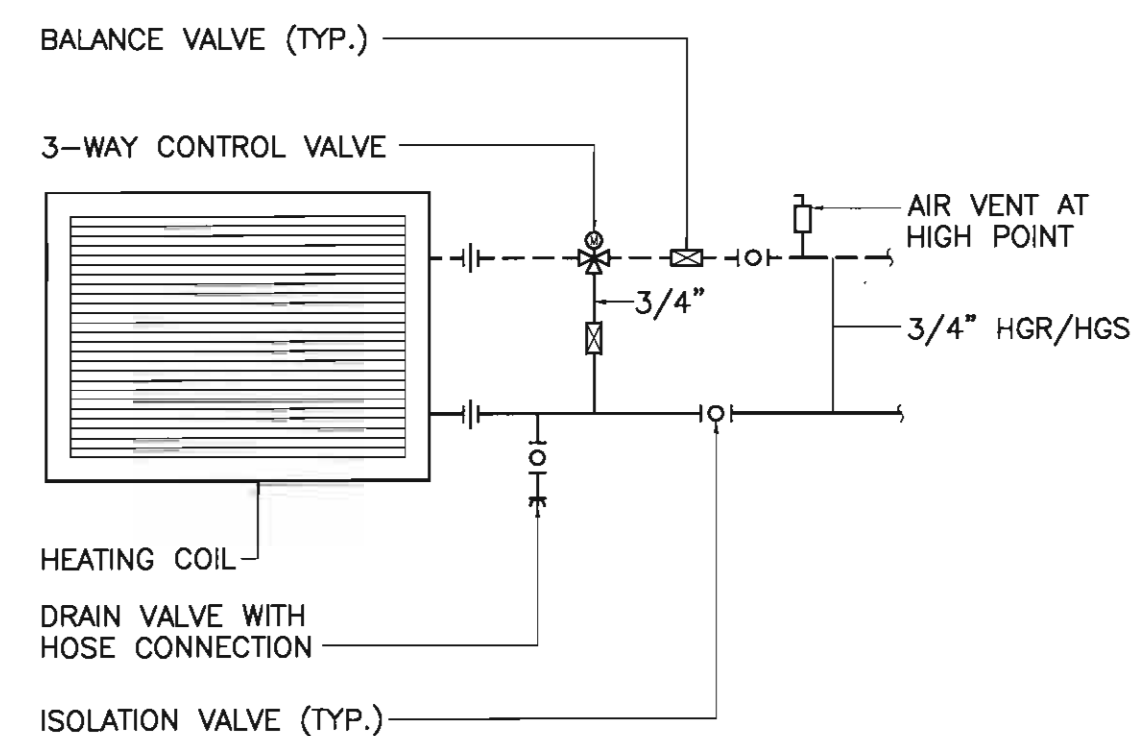 BALANCE VALVE (TYP.)
3-WAY CONTROL VALVE
M
AIR VENT AT
HIGH POINT
3/4"
3/4" HGR/HGS
HEATING COIL
DRAIN VALVE WITH
HOSE CONNECTION
ISOLATION VALVE (TYP.)